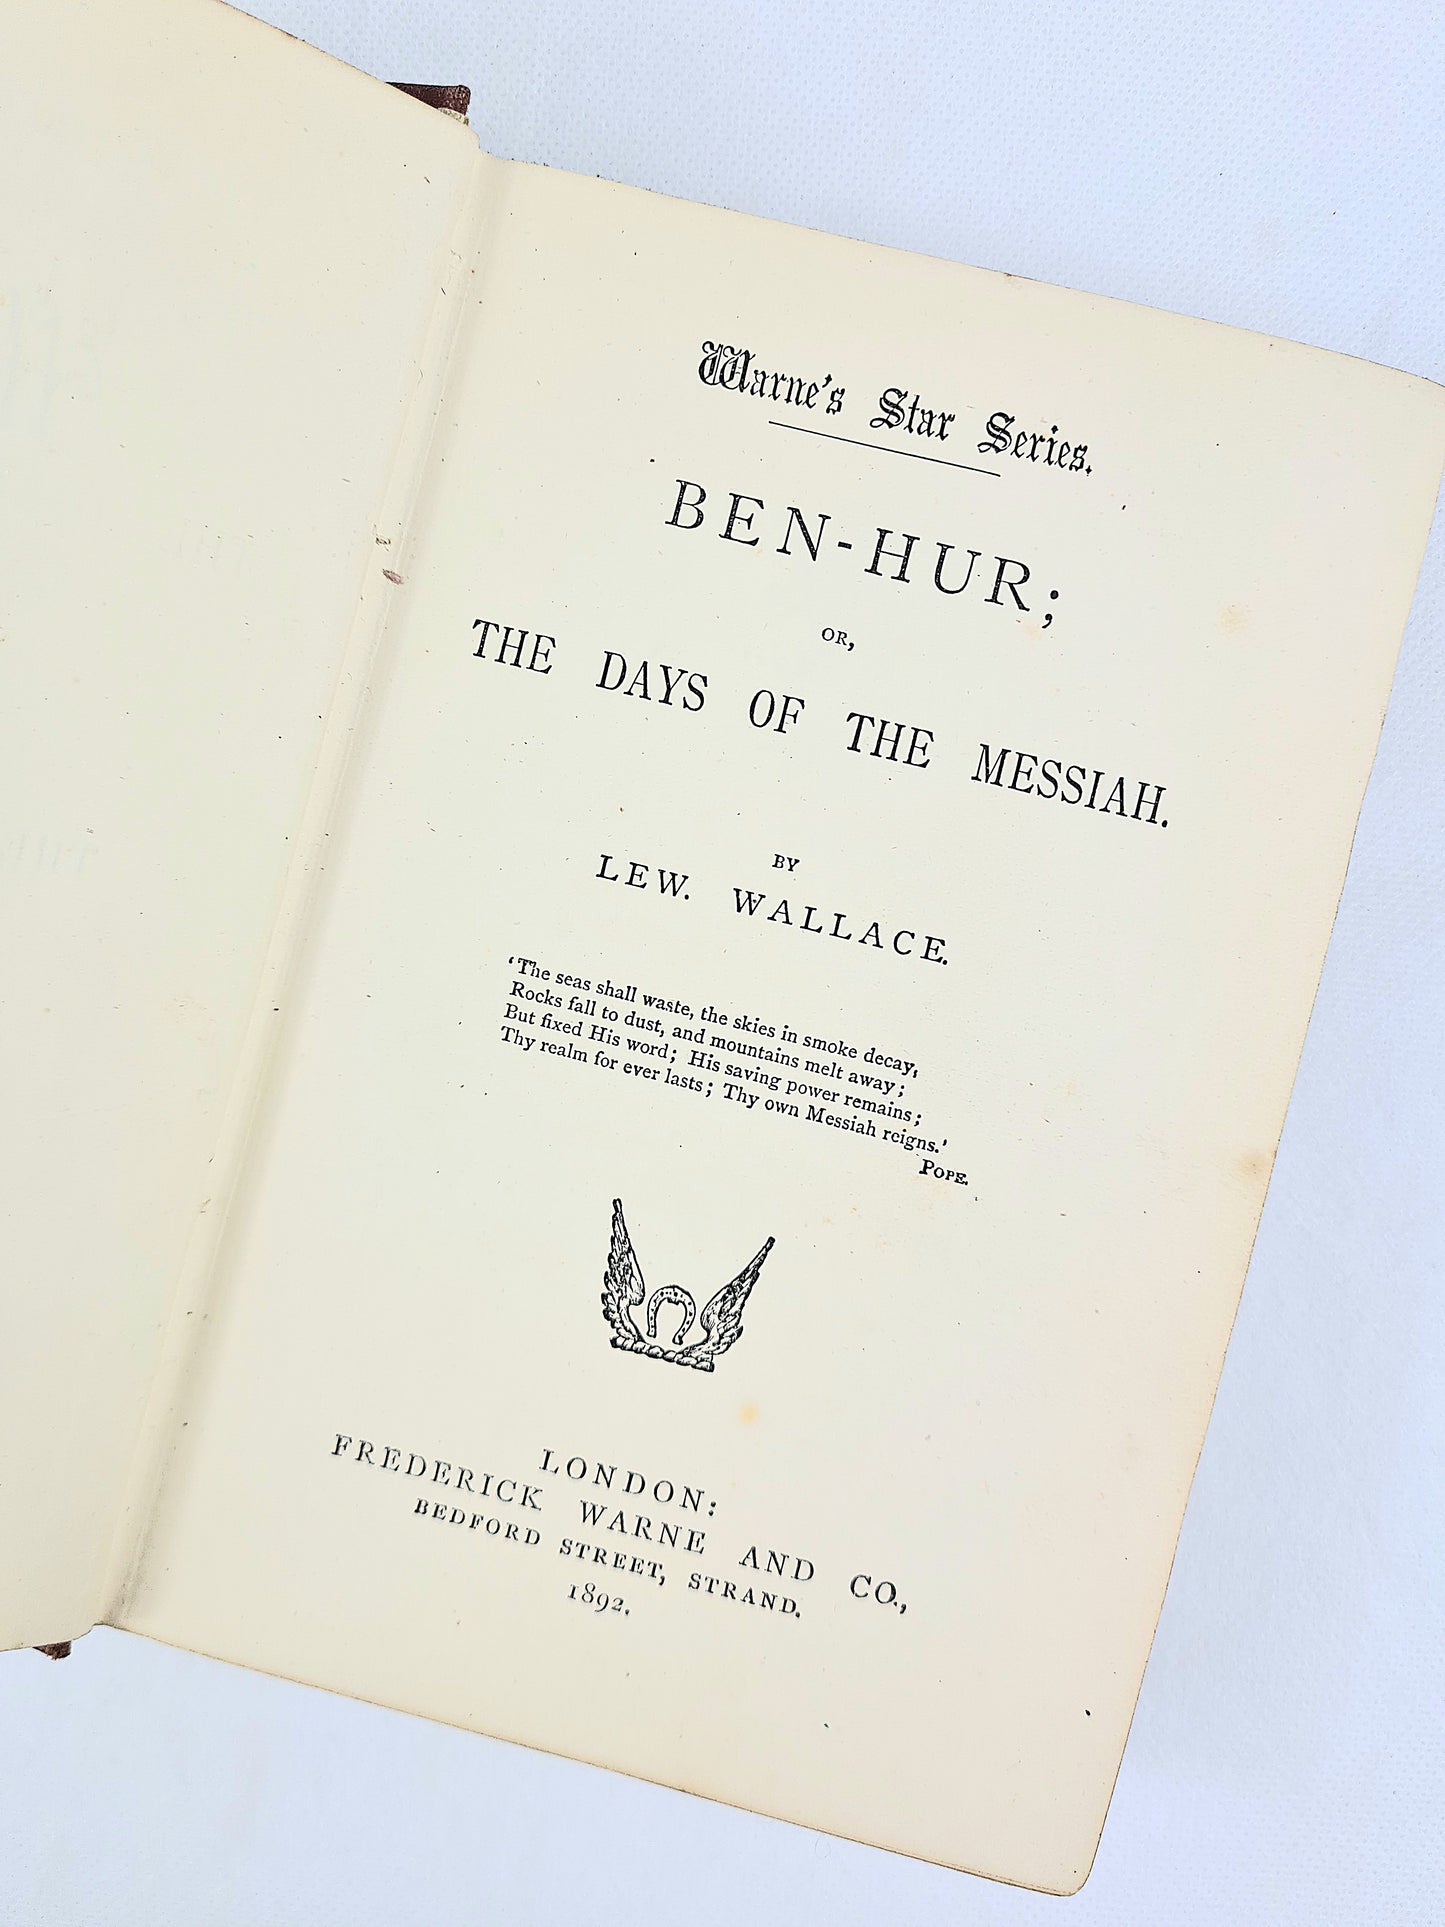 Warne's Star Series.
BEN-HUR;
OR,
THE DAYS OF THE MESSIAH.
BY
LEW. WALLACE.
'The seas shall waste, the skies in smoke decay,
Rocks fall to dust, and mountains melt away;
But fixed His word; His saving power remains;
Thy realm for ever lasts; Thy own Messiah reigns.'
POPE.
LONDON:
FREDERICK WARNE AND CO.,
BEDFORD STREET, STRAND.
1892.